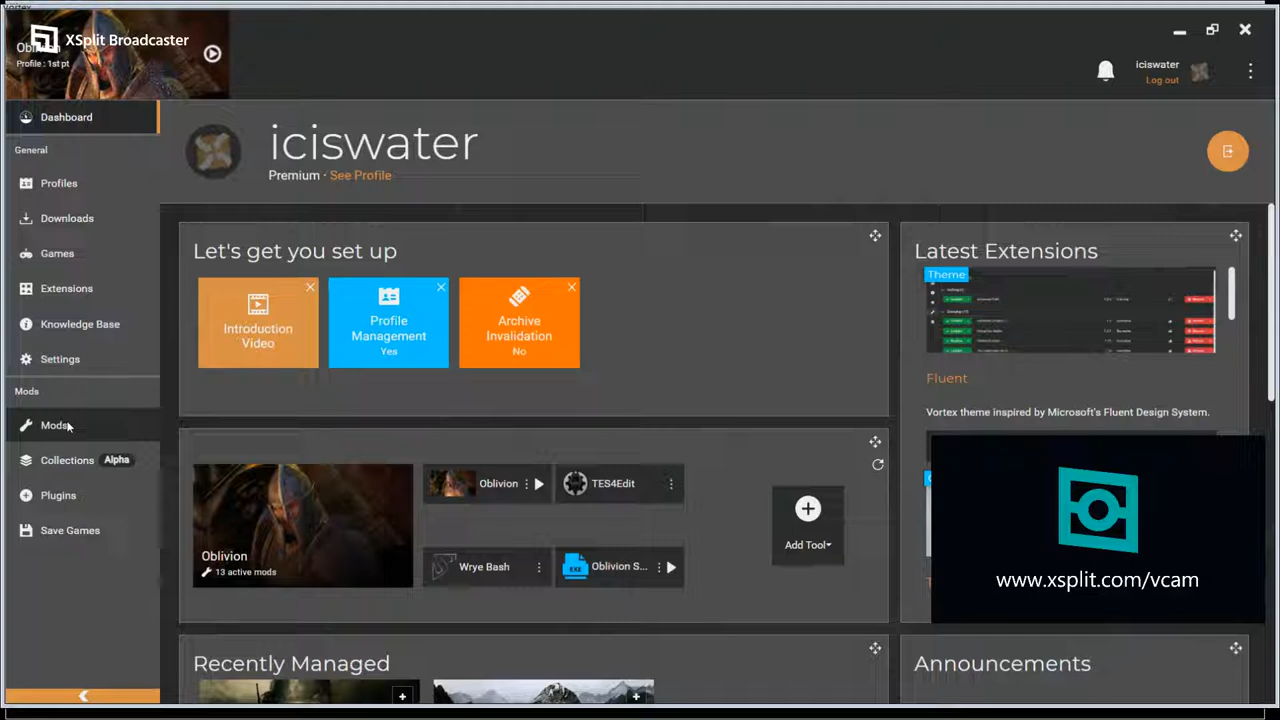 Vortex
XSplit Broadcaster
Profile : 1st pt
iciswater
Log out
Dashboard
General
Profiles
Downloads
Games
Extensions
Knowledge Base
Settings
Mods
Mods
Collections Alpha
Plugins
Save Games
iciswater
Premium · See Profile
Let's get you set up
Introduction
Video
Profile
Management
Yes
Archive
Invalidation
No
Oblivion
13 active mods
Oblivion
TES4Edit
Wrye Bash
Oblivion S...
Add Tool
Recently Managed
Latest Extensions
Theme
Fluent
Vortex theme inspired by Microsoft's Fluent Design System.
www.xsplit.com/vcam
Announcements